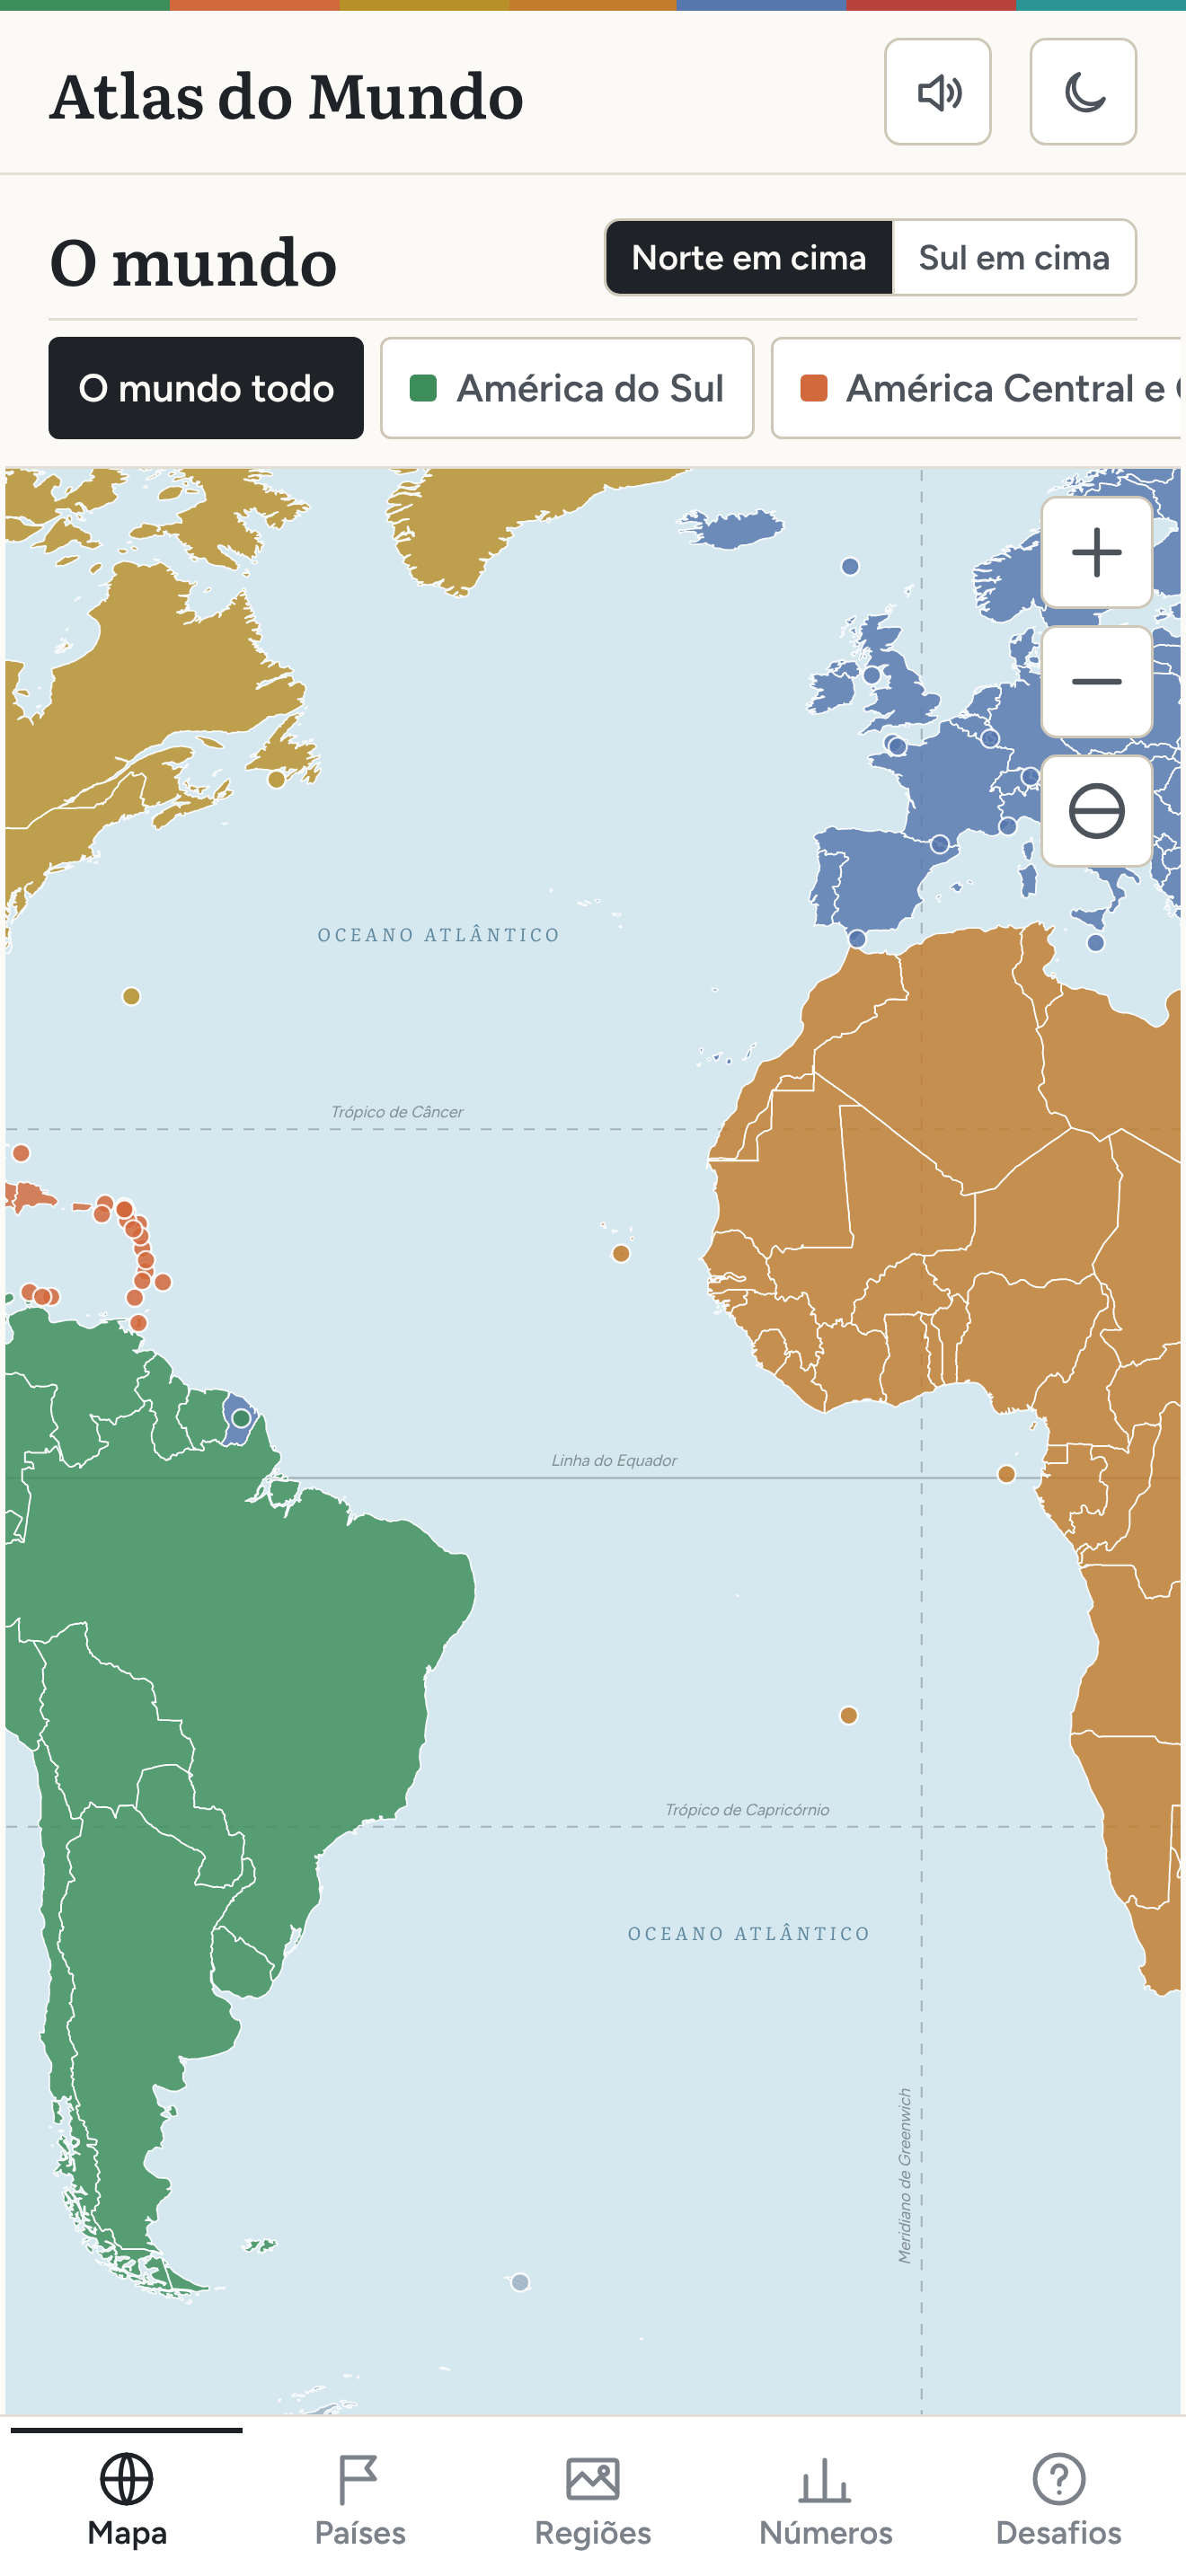 Atlas do Mundo
O mundo
Norte em cima
Sul em cima
O mundo todo
América do Sul
América Central e
OCEANO ATLÂNTICO
Trópico de Câncer
Linha do Equador
Trópico de Capricórnio
OCEANO ATLÂNTICO
Meridiano de Greenwich
Mapa
Países
Regiões
Números
Desafios